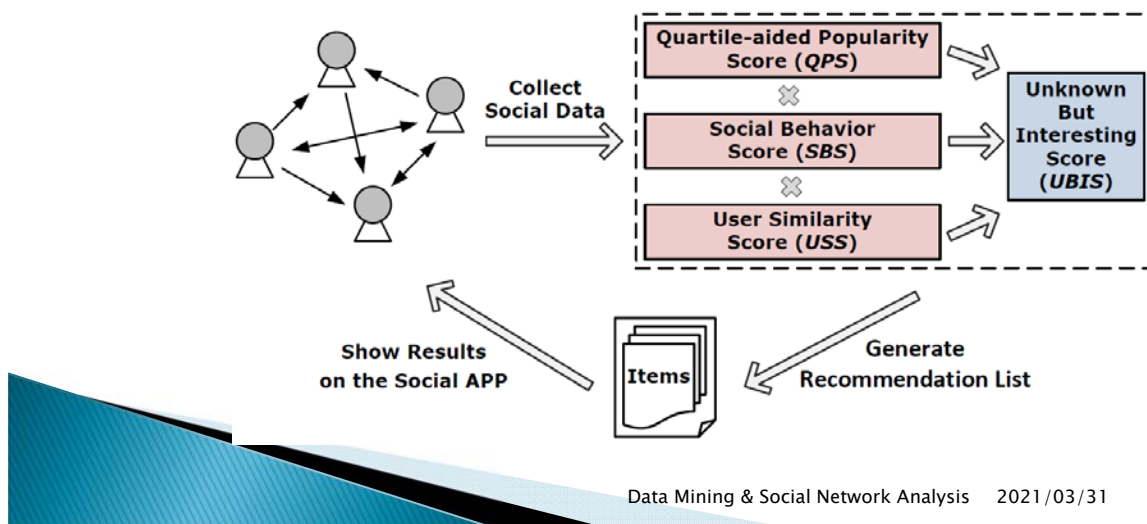 Quartile-aided Popularity
Score (QPS)
Collect
Social Data
Social Behavior
Score (SBS)
User Similarity
Score (USS)
Unknown
But
Interesting
Score
(UBIS)
Show Results
on the Social APP
Items
Generate
Recommendation List
Data Mining & Social Network Analysis 2021/03/31